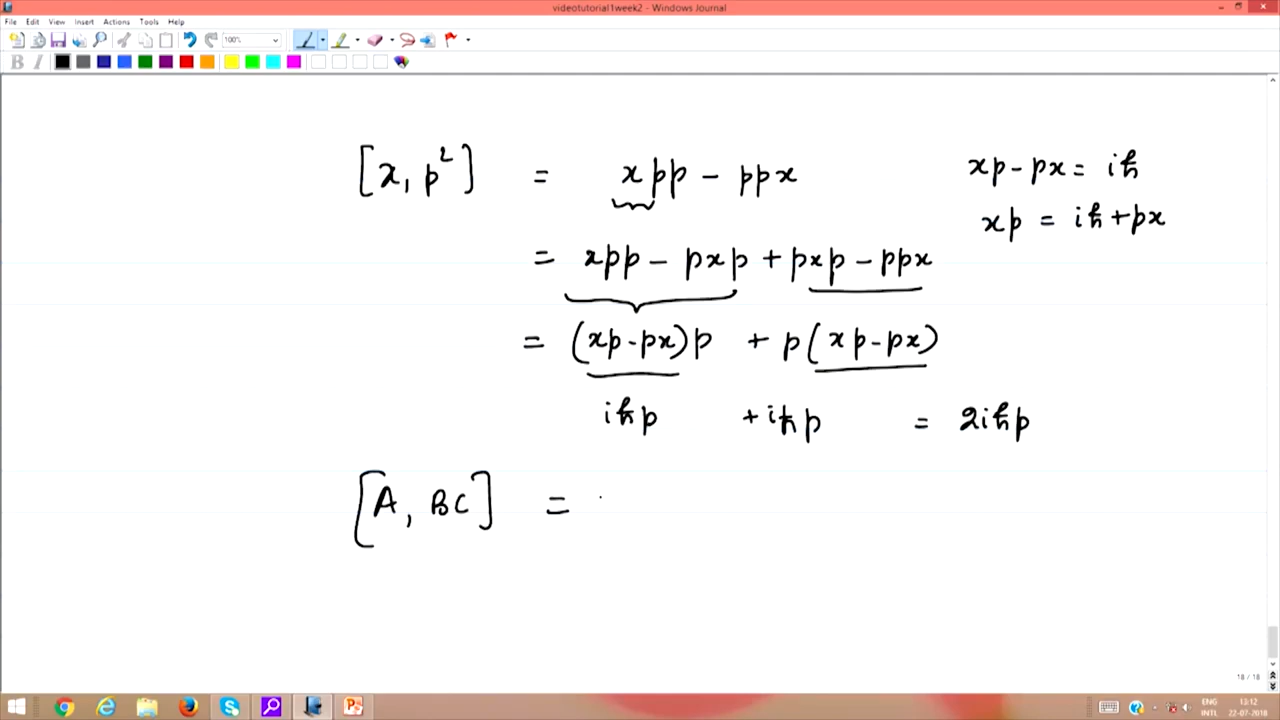 videotutorial1week2 - Windows Journal
File Edit View Insert Actions Tools Help
100%
B I
[x, p²] = xpp - ppx
xp - px = iħ
xp = iħ + px
= xpp - pxp + pxp - ppx
= (xp - px)p + p(xp - px)
iħp + iħp = 2iħp
[A, BC] =
18 / 18
ENG 13:12
INTL 22-07-2018